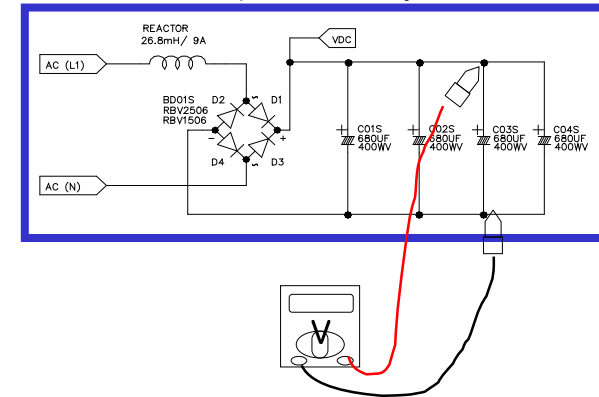 REACTOR
26.8mH/ 9A
VDC
AC (L1)
BD01S
RBV2506
RBV1506
D2
D1
~
-
+
D4
D3
~
+
C01S
680UF
400WV
+
C02S
680UF
400WV
+
C03S
680UF
400WV
+
C04S
680UF
400WV
AC (N)
V